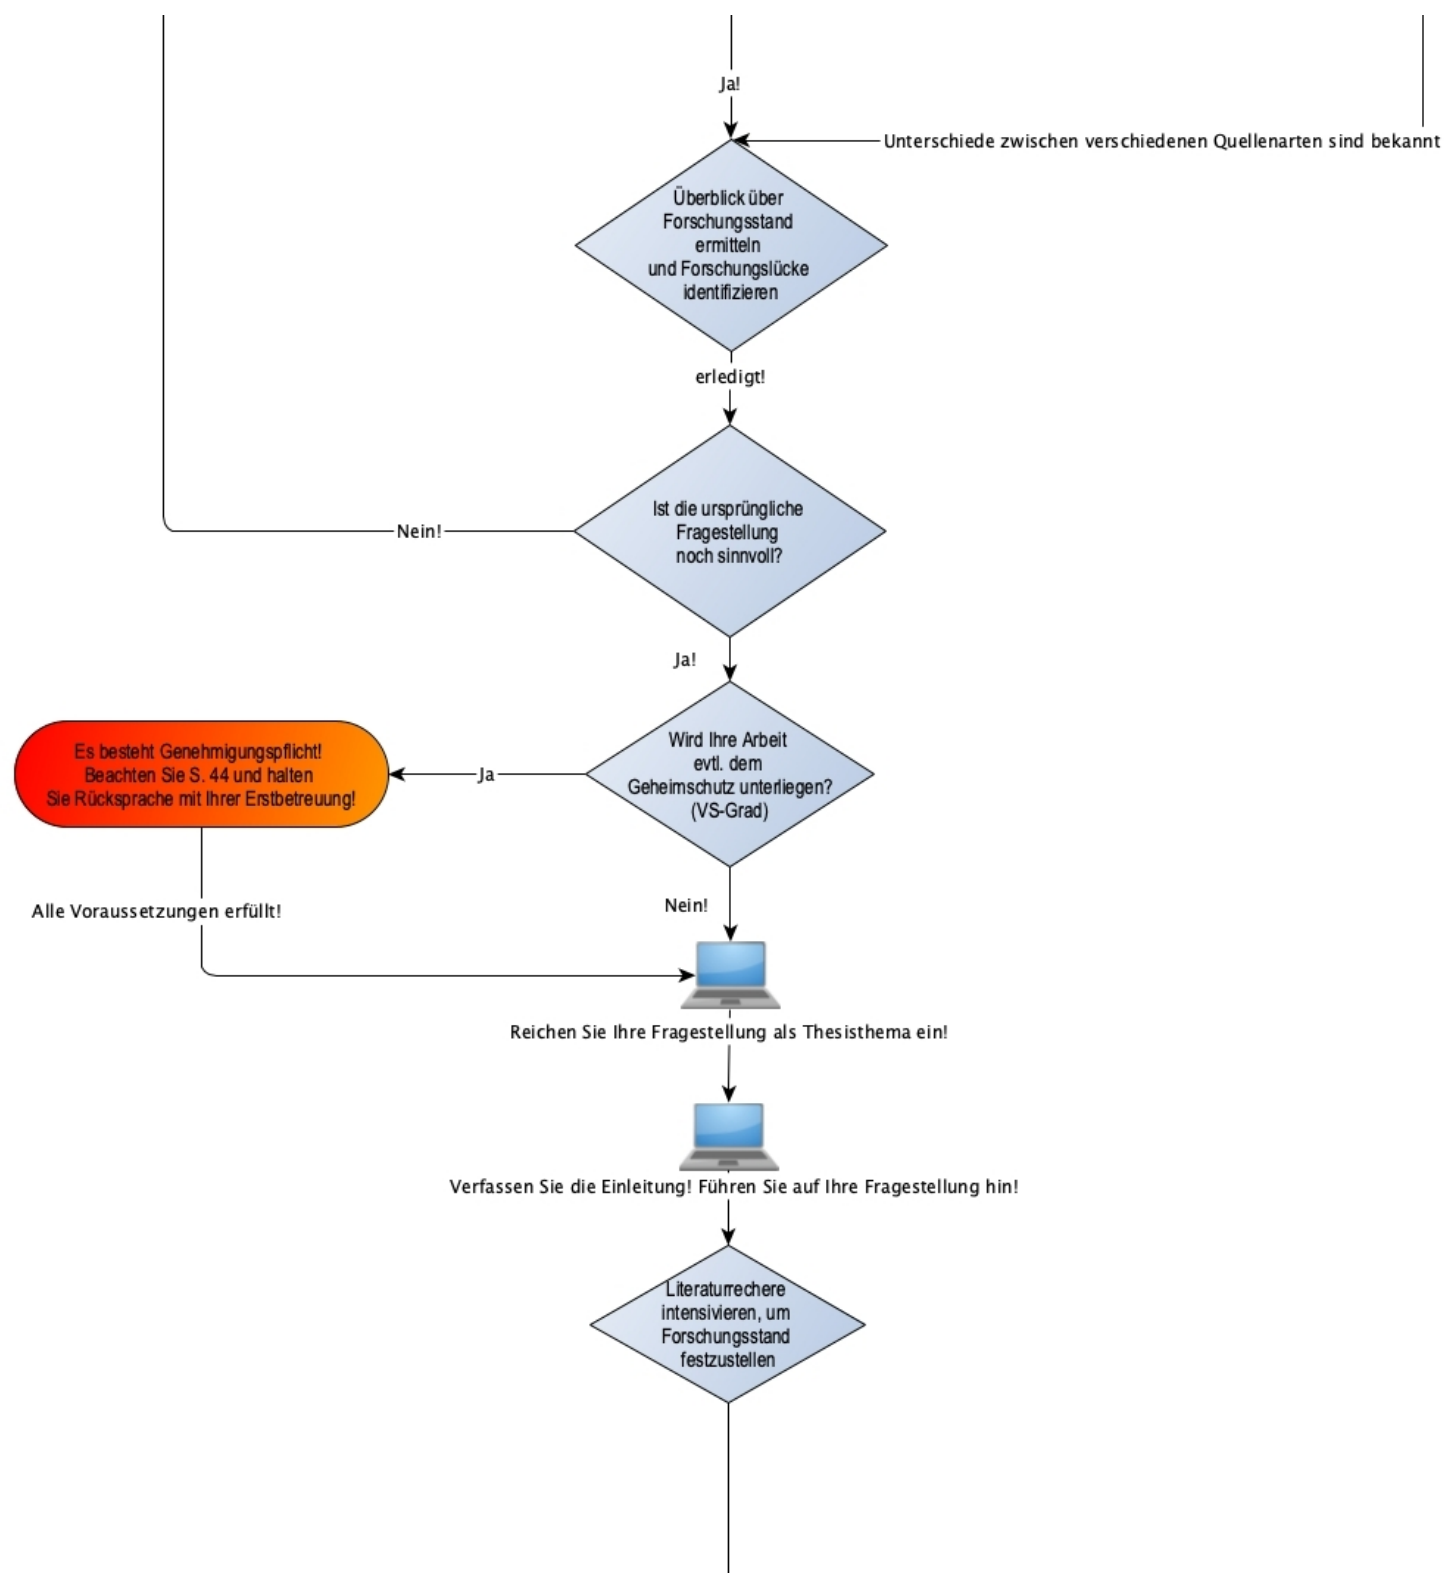 Ja!
Unterschiede zwischen verschiedenen Quellenarten sind bekannt
Überblick über
Forschungsstand
ermitteln
und Forschungslücke
identifizieren
erledigt!
Ist die ursprüngliche
Fragestellung
noch sinnvoll?
Nein!
Ja!
Wird Ihre Arbeit
evtl. dem
Geheimschutz unterliegen?
(VS-Grad)
Ja
Es besteht Genehmigungspflicht!
Beachten Sie S. 44 und halten
Sie Rücksprache mit Ihrer Erstbetreuung!
Alle Voraussetzungen erfüllt!
Nein!
Reichen Sie Ihre Fragestellung als Thesisthema ein!
Verfassen Sie die Einleitung! Führen Sie auf Ihre Fragestellung hin!
Literaturrechere
intensivieren, um
Forschungsstand
festzustellen